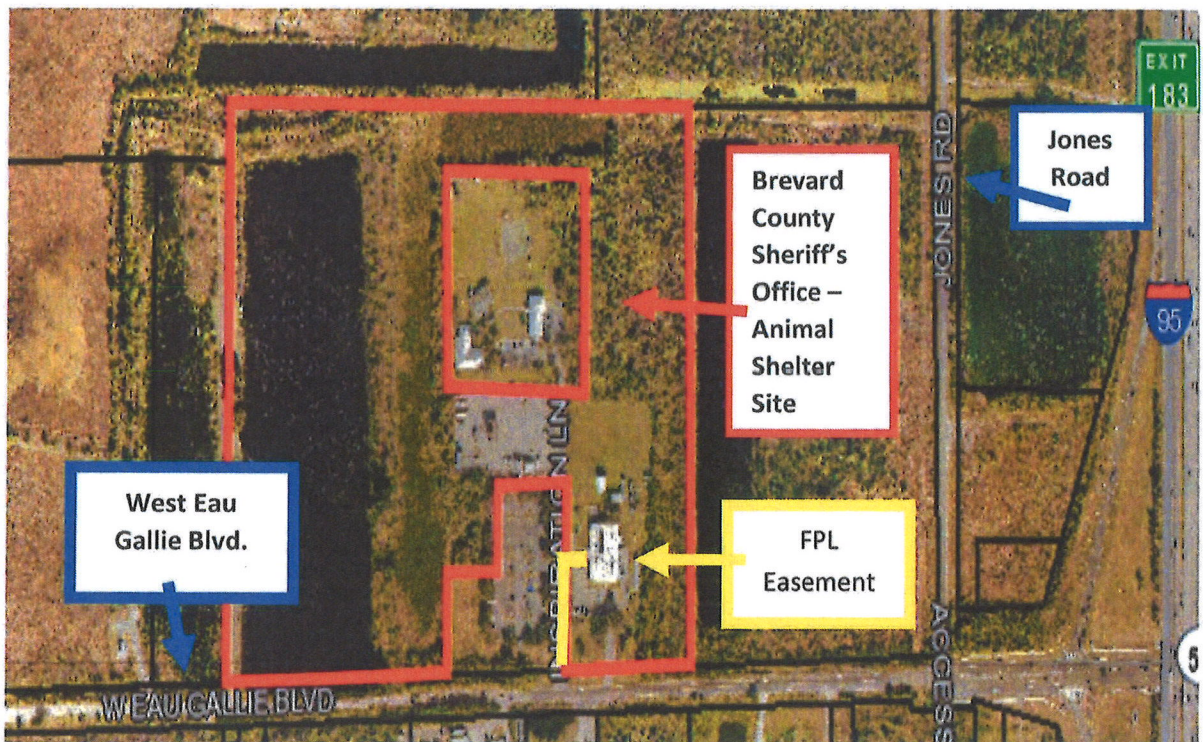 EXIT
183
Jones
Road
JONES RD
Brevard
County
Sheriff's
Office –
Animal
Shelter
Site
95
West Eau
Gallie Blvd.
FPL
Easement
INSPIRATION LN
ACCESS
5
W EAU GALLIE BLVD